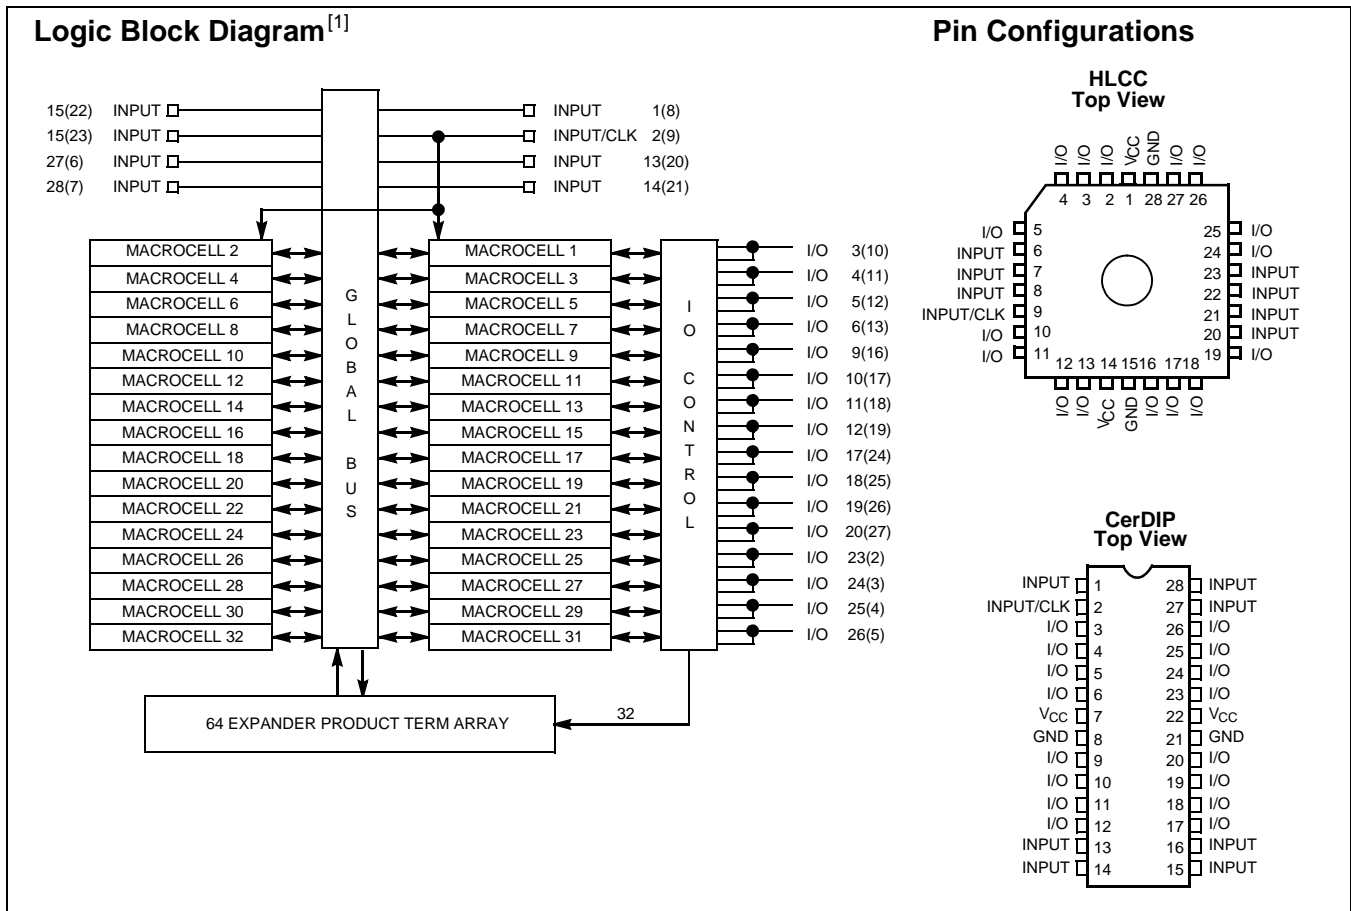 Logic Block Diagram[1]
15(22) INPUT
15(23) INPUT
27(6) INPUT
28(7) INPUT
INPUT 1(8)
INPUT/CLK 2(9)
INPUT 13(20)
INPUT 14(21)
MACROCELL 2
MACROCELL 4
MACROCELL 6
MACROCELL 8
MACROCELL 10
MACROCELL 12
MACROCELL 14
MACROCELL 16
MACROCELL 18
MACROCELL 20
MACROCELL 22
MACROCELL 24
MACROCELL 26
MACROCELL 28
MACROCELL 30
MACROCELL 32
GLOBAL BUS
MACROCELL 1
MACROCELL 3
MACROCELL 5
MACROCELL 7
MACROCELL 9
MACROCELL 11
MACROCELL 13
MACROCELL 15
MACROCELL 17
MACROCELL 19
MACROCELL 21
MACROCELL 23
MACROCELL 25
MACROCELL 27
MACROCELL 29
MACROCELL 31
IO CONTROL
I/O 3(10)
I/O 4(11)
I/O 5(12)
I/O 6(13)
I/O 9(16)
I/O 10(17)
I/O 11(18)
I/O 12(19)
I/O 17(24)
I/O 18(25)
I/O 19(26)
I/O 20(27)
I/O 23(2)
I/O 24(3)
I/O 25(4)
I/O 26(5)
64 EXPANDER PRODUCT TERM ARRAY
32
Pin Configurations
HLCC
Top View
I/O I/O I/O VCC GND I/O I/O
4 3 2 1 28 27 26
I/O 5
INPUT 6
INPUT 7
INPUT 8
INPUT/CLK 9
I/O 10
I/O 11
25 I/O
24 I/O
23 INPUT
22 INPUT
21 INPUT
20 INPUT
19 I/O
12 13 14 1516 1718
I/O I/O VCC GND I/O I/O I/O
CerDIP
Top View
INPUT 1 28 INPUT
INPUT/CLK 2 27 INPUT
I/O 3 26 I/O
I/O 4 25 I/O
I/O 5 24 I/O
I/O 6 23 I/O
VCC 7 22 VCC
GND 8 21 GND
I/O 9 20 I/O
I/O 10 19 I/O
I/O 11 18 I/O
I/O 12 17 I/O
INPUT 13 16 INPUT
INPUT 14 15 INPUT